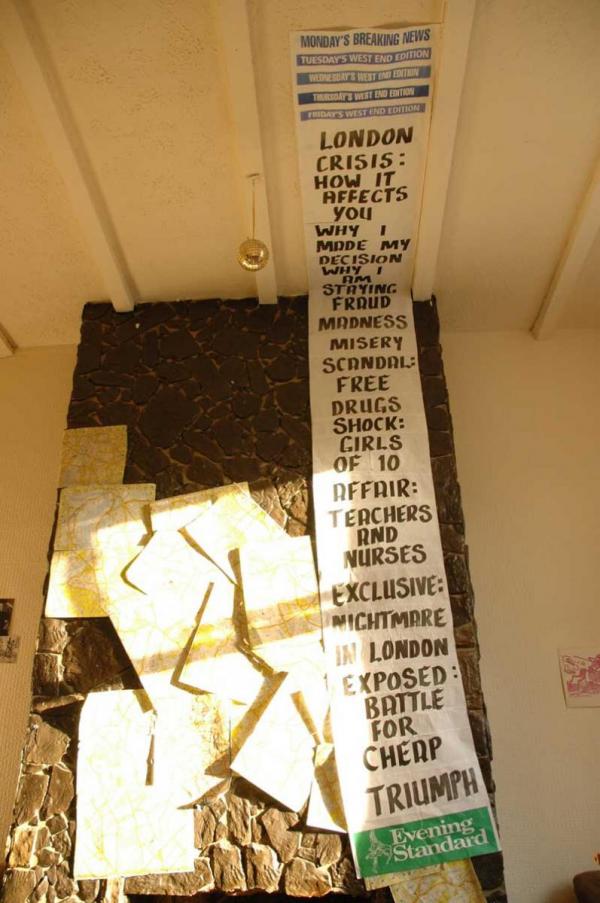 MONDAY'S BREAKING NEWS
TUESDAY'S WEST END EDITION
WEDNESDAY'S WEST END EDITION
THURSDAY'S WEST END EDITION
FRIDAY'S WEST END EDITION
LONDON
CRISIS:
HOW IT
AFFECTS
YOU
WHY I
MADE MY
DECISION
WHY I
AM
STAYING
FRAUD
MADNESS
MISERY
SCANDAL:
FREE
DRUGS
SHOCK:
GIRLS
OF 10
AFFAIR:
TEACHERS
AND
NURSES
EXCLUSIVE:
NIGHTMARE
IN LONDON
EXPOSED:
BATTLE
FOR
CHEAP
TRIUMPH
Evening
Standard